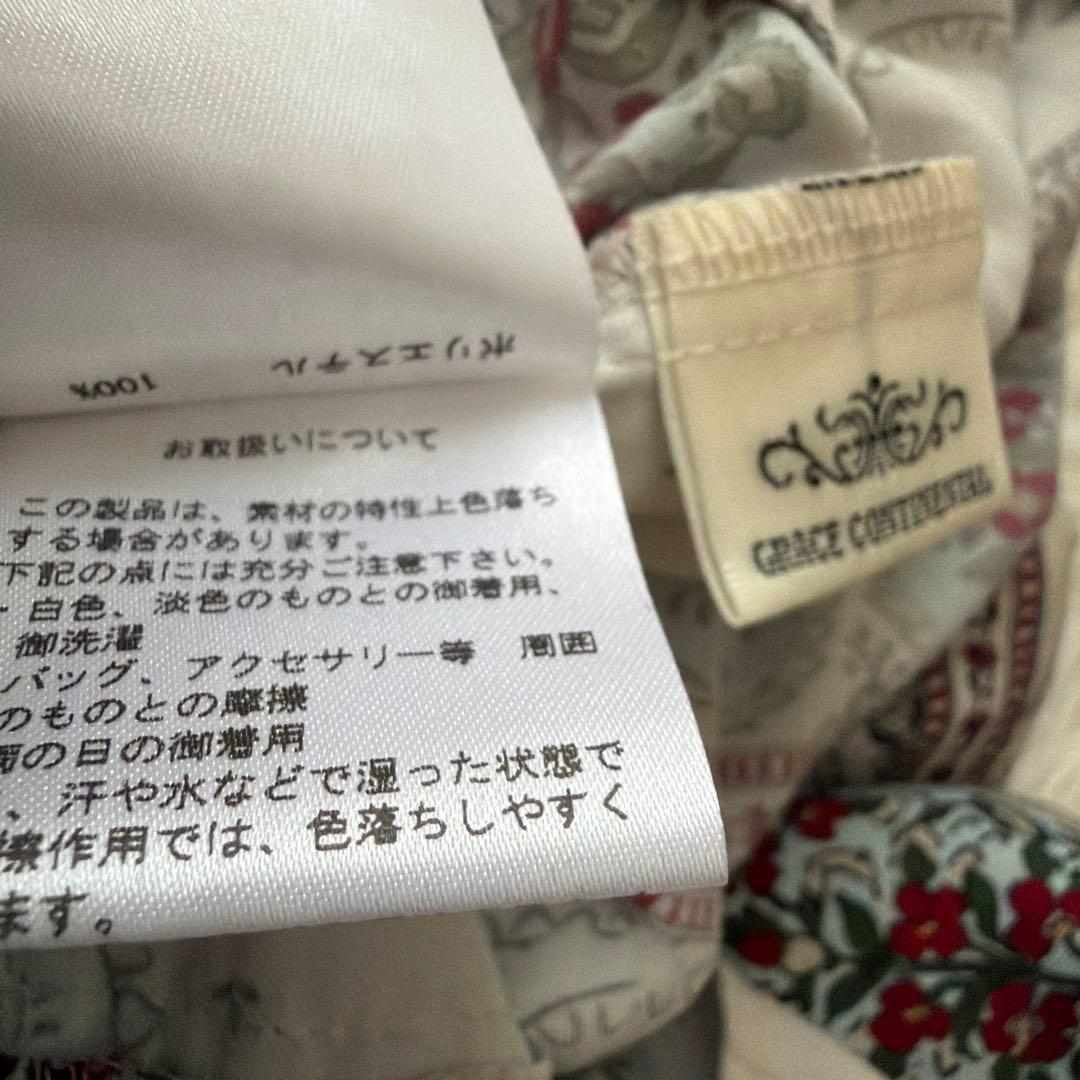 ポリエステル 100%
お取扱いについて
この製品は、素材の特性上色落ち
する場合があります。
下記の点には充分ご注意下さい。
白色、淡色のものとの御着用、
御洗濯
バッグ、アクセサリー等 周囲
のものとの摩擦
雨の日の御着用
、汗や水などで湿った状態で
擦作用では、色落ちしやすく
ます。
GRACE CONTINENTAL